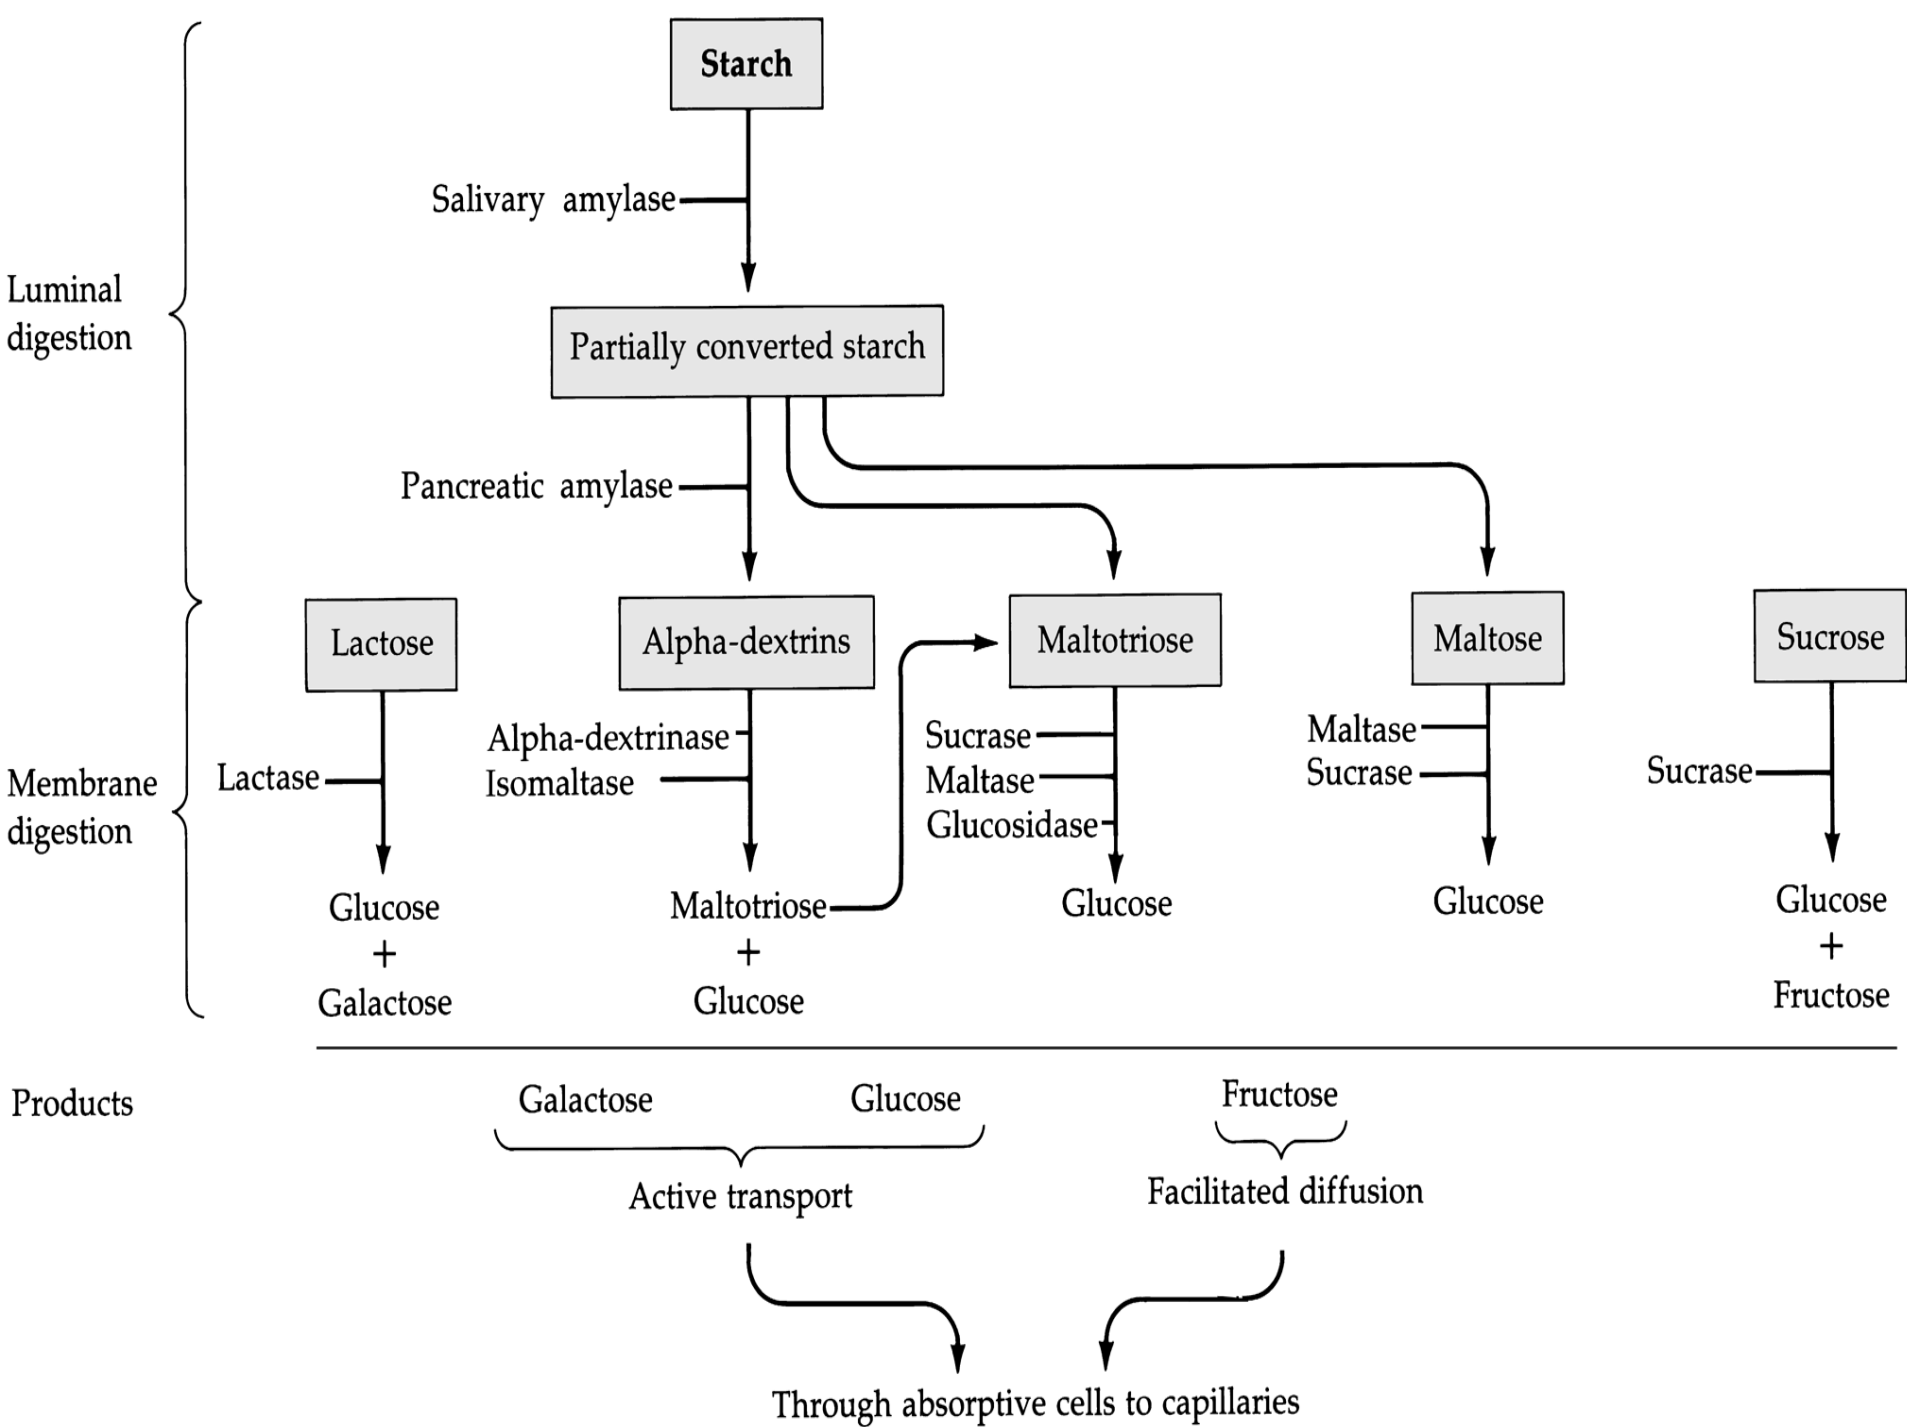 Starch
Salivary amylase
Luminal
digestion
Partially converted starch
Pancreatic amylase
Lactose
Alpha-dextrins
Maltotriose
Maltose
Sucrose
Membrane
digestion
Lactase
Alpha-dextrinase
Isomaltase
Sucrase
Maltase
Glucosidase
Maltase
Sucrase
Sucrase
Glucose
+
Galactose
Maltotriose
+
Glucose
Glucose
Glucose
Glucose
+
Fructose
Products
Galactose
Glucose
Fructose
Active transport
Facilitated diffusion
Through absorptive cells to capillaries